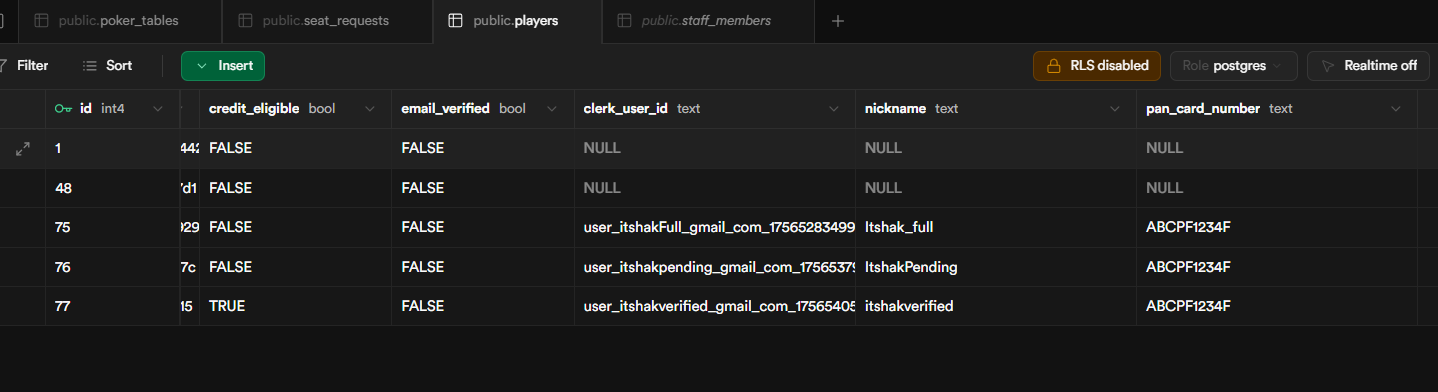 public.poker_tables public.seat_requests public.players public.staff_members +
Filter Sort Insert RLS disabled Role postgres Realtime off
id int4 credit_eligible bool email_verified bool clerk_user_id text nickname text pan_card_number text
1 442 FALSE FALSE NULL NULL NULL
48 7d1 FALSE FALSE NULL NULL NULL
75 929 FALSE FALSE user_itshakFull_gmail_com_17565283499 Itshak_full ABCPF1234F
76 7c FALSE FALSE user_itshakpending_gmail_com_1756537 ItshakPending ABCPF1234F
77 15 TRUE FALSE user_itshakverified_gmail_com_17565405 itshakverified ABCPF1234F